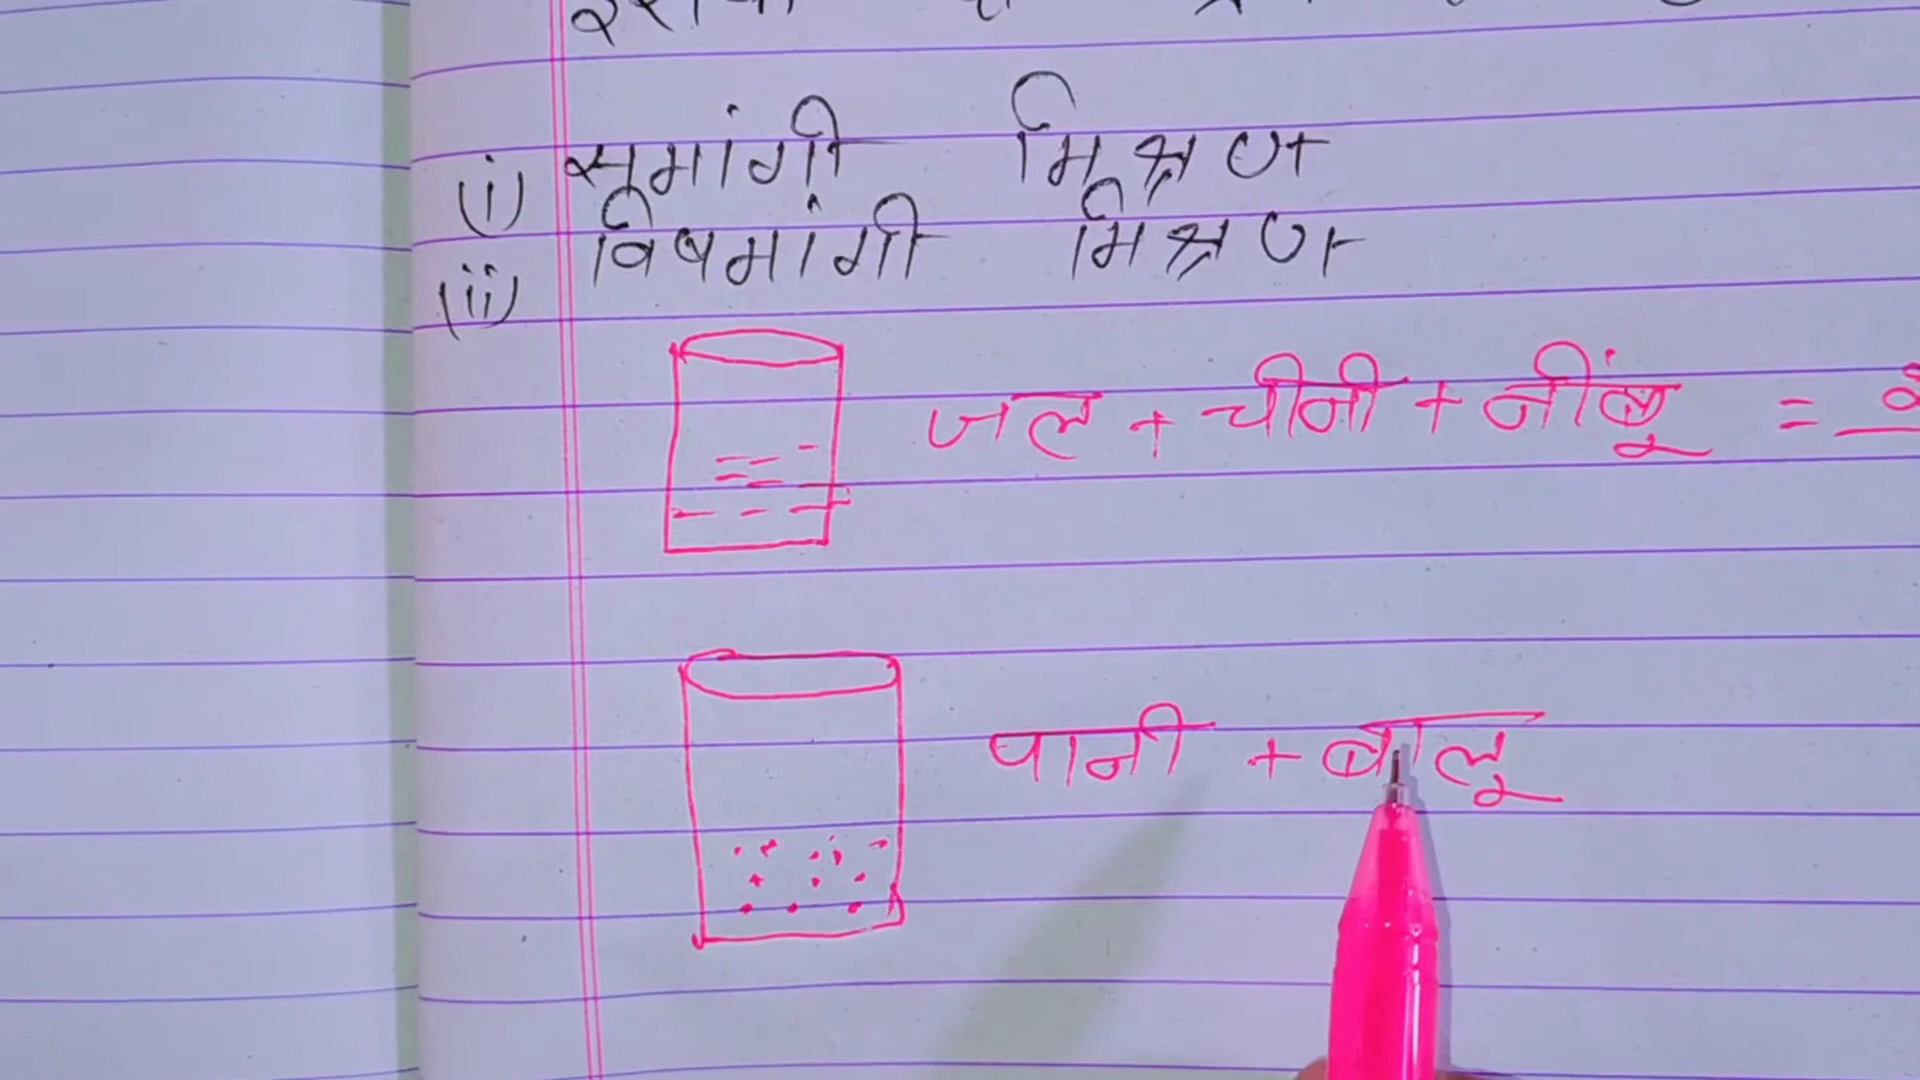 (i) समांगी मिश्रण
(ii) विषमांगी मिश्रण
जल + चीनी + नींबू =
पानी + बालू